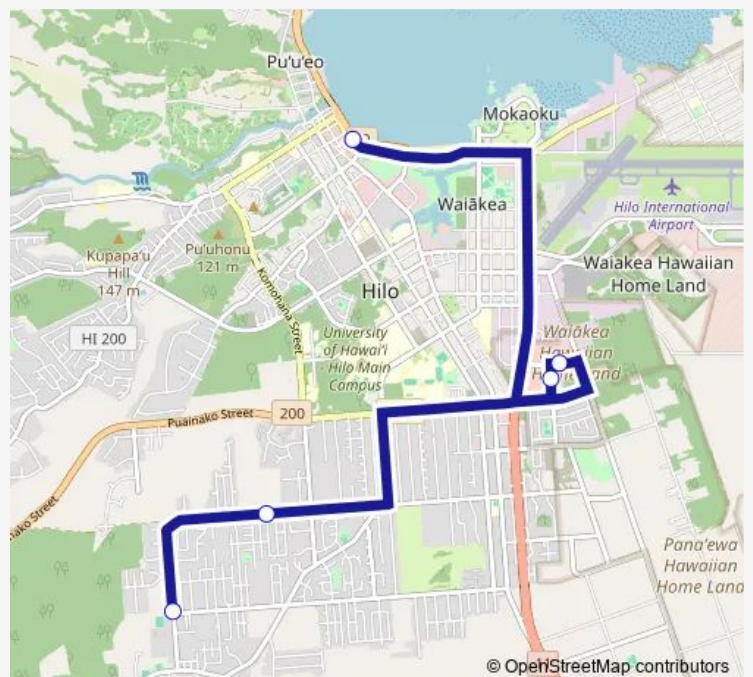 Pu'u'eo
Mokaoku
Waiākea
Hilo International
Airport
Kupapa'u
Hill
147 m
Pu'uhonu
121 m
Waiakea Hawaiian
Home Land
Komohana Street
Hilo
HI 200
University
of Hawai'i
- Hilo Main
Campus
Waiākea
Hawaiian
Home Land
200
Puainako Street
nako Street
Pana'ewa
Hawaiian
Home Land
© OpenStreetMap contributors